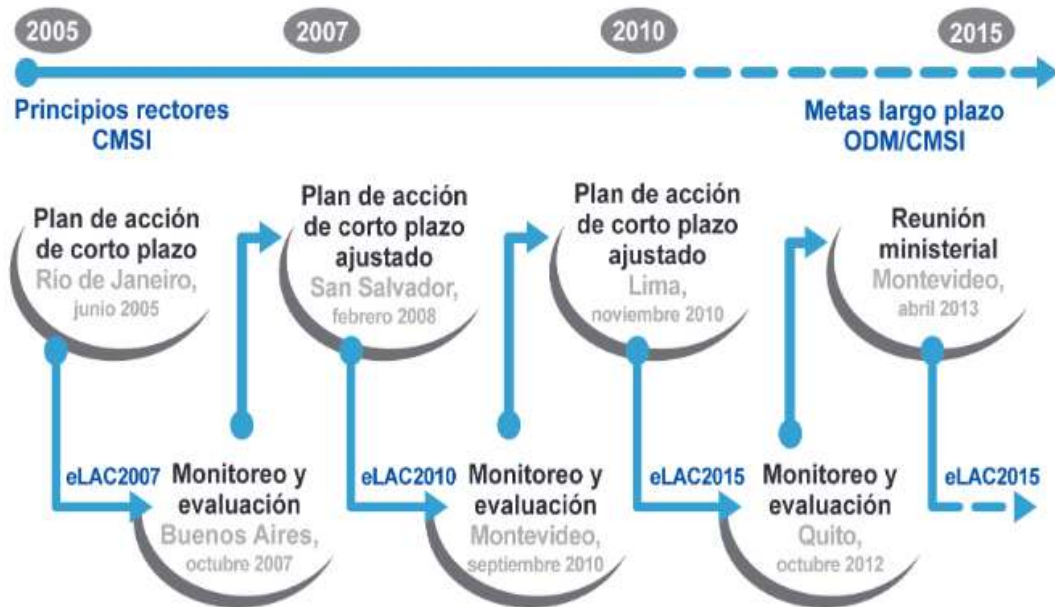 2005
2007
2010
2015
Principios rectores
CMSI
Metas largo plazo
ODM/CMSI
Plan de acción
de corto plazo
Río de Janeiro,
junio 2005
Plan de acción
de corto plazo
ajustado
San Salvador,
febrero 2008
Plan de acción
de corto plazo
ajustado
Lima,
noviembre 2010
Reunión
ministerial
Montevideo,
abril 2013
eLAC2007
Monitoreo y
evaluación
Buenos Aires,
octubre 2007
eLAC2010
Monitoreo y
evaluación
Montevideo,
septiembre 2010
eLAC2015
Monitoreo y
evaluación
Quito,
octubre 2012
eLAC2015